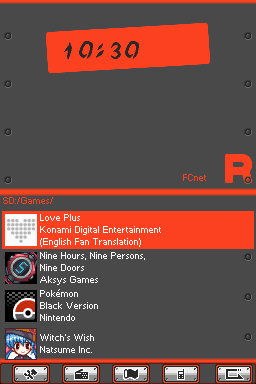 10:30
FCnet
R
SD:/Games/
Love Plus
Konami Digital Entertainment
(English Fan Translation)
Nine Hours, Nine Persons,
Nine Doors
Aksys Games
Pokémon
Black Version
Nintendo
Witch's Wish
Natsume Inc.